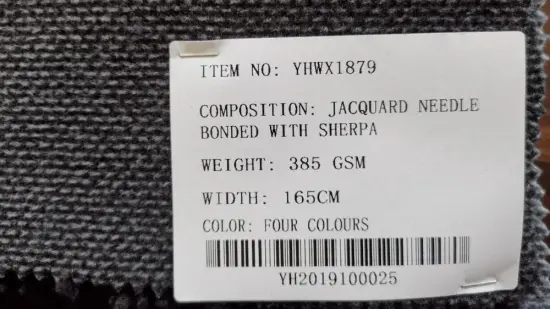 ITEM NO: YHWX1879
COMPOSITION: JACQUARD NEEDLE
BONDED WITH SHERPA
WEIGHT: 385 GSM
WIDTH: 165CM
COLOR: FOUR COLOURS
YH2019100025